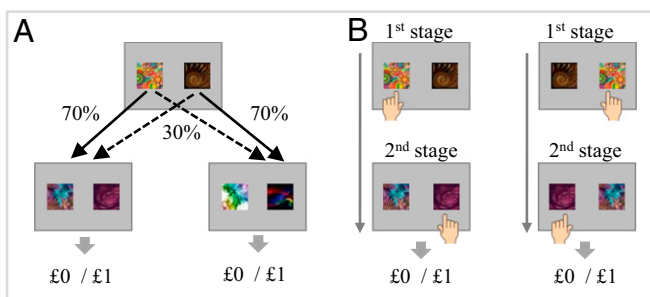 A
70%
70%
30%
£0 / £1
£0 / £1
B
1st stage
1st stage
2nd stage
2nd stage
£0 / £1
£0 / £1